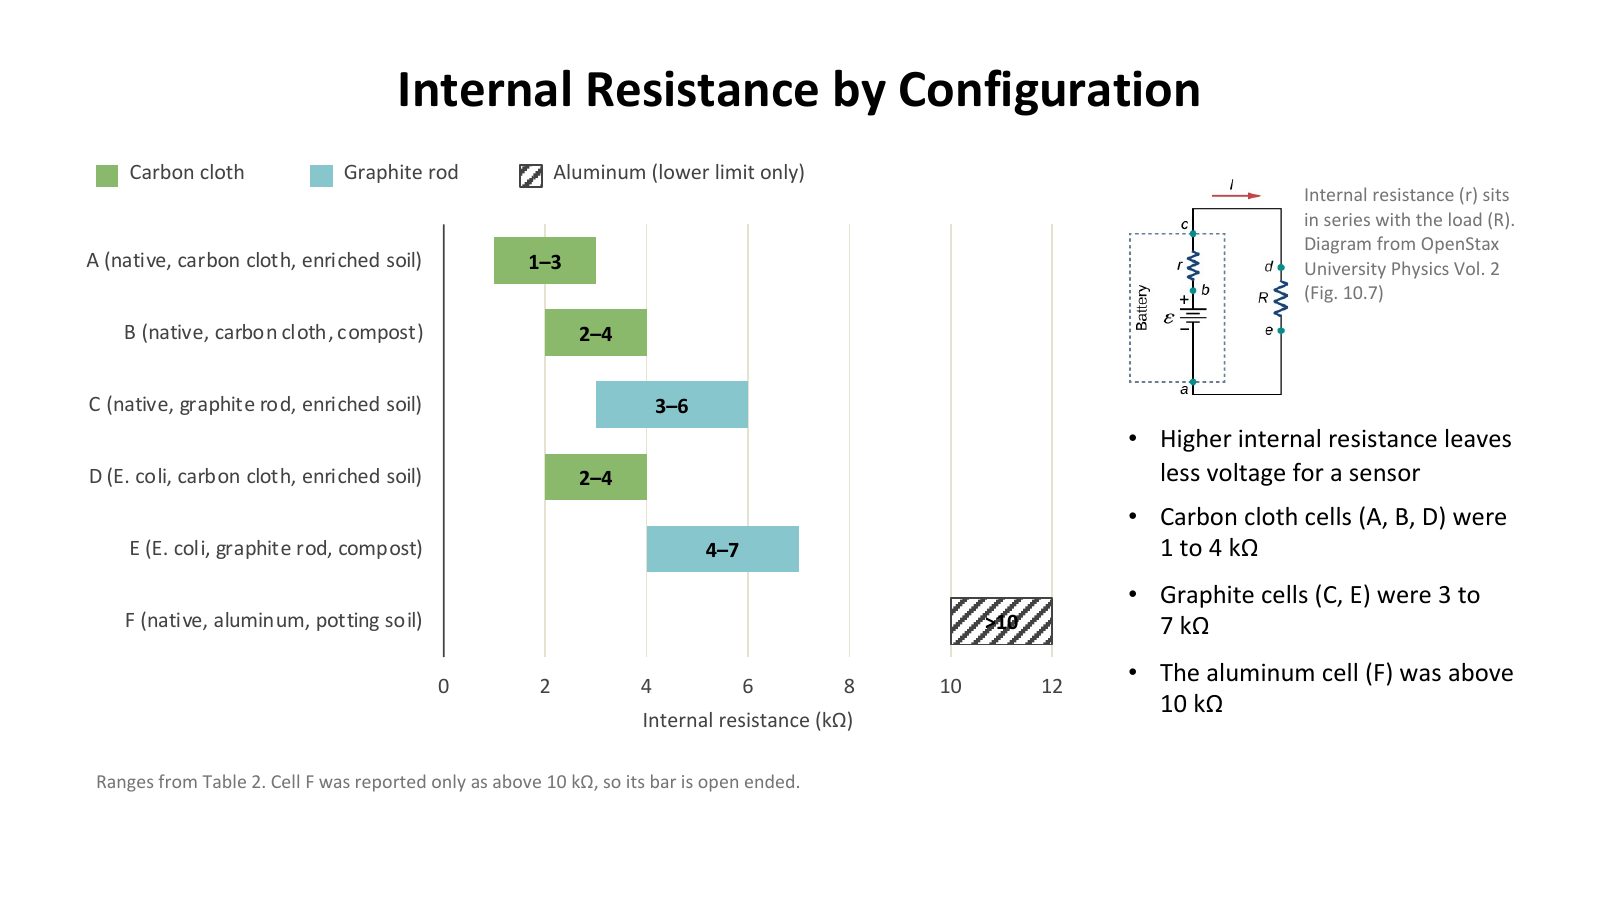 Internal Resistance by Configuration
Carbon cloth
Graphite rod
Aluminum (lower limit only)
A (native, carbon cloth, enriched soil)
1–3
B (native, carbon cloth, compost)
2–4
C (native, graphite rod, enriched soil)
3–6
D (E. coli, carbon cloth, enriched soil)
2–4
E (E. coli, graphite rod, compost)
4–7
F (native, aluminum, potting soil)
>10
0 2 4 6 8 10 12
Internal resistance (kΩ)
Ranges from Table 2. Cell F was reported only as above 10 kΩ, so its bar is open ended.
I
c
r
b
+
ε
−
a
Battery
d
R
e
Internal resistance (r) sits
in series with the load (R).
Diagram from OpenStax
University Physics Vol. 2
(Fig. 10.7)
• Higher internal resistance leaves
less voltage for a sensor
• Carbon cloth cells (A, B, D) were
1 to 4 kΩ
• Graphite cells (C, E) were 3 to
7 kΩ
• The aluminum cell (F) was above
10 kΩ